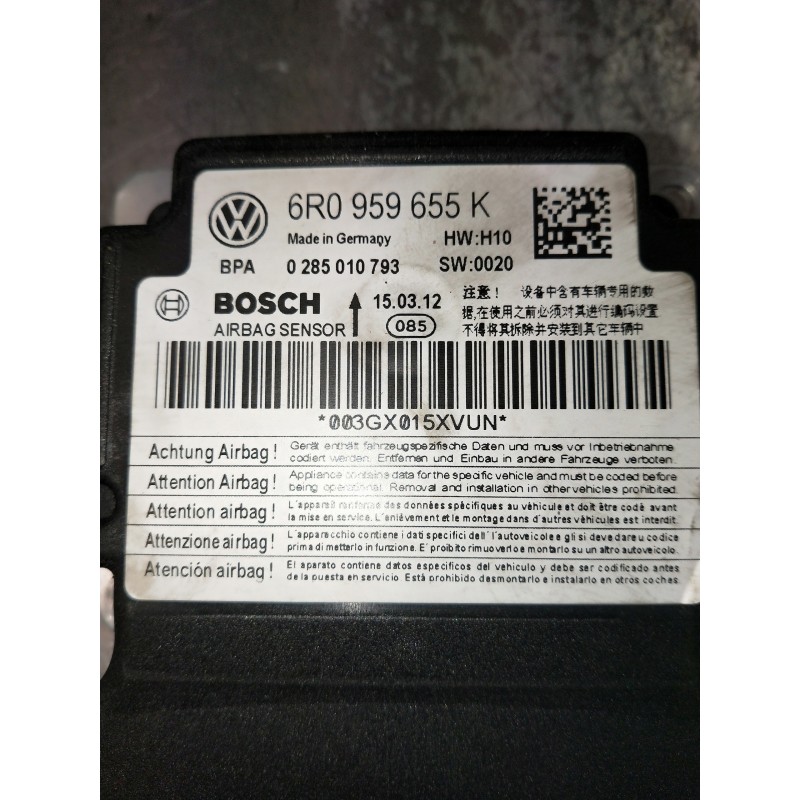 6R0 959 655 K
Made in Germany HW:H10
BPA 0 285 010 793 SW:0020
BOSCH 15.03.12
AIRBAG SENSOR 085
注意! 设备中含有车辆专用的数
据,在使用之前必须对其进行编码设置
不得将其拆除并安装到其它车辆中
*003GX015XVUN*
Achtung Airbag! Gerät enthält fahrzeugspezifische Daten und muss vor Inbetriebnahme
codiert werden. Entfernen und Einbau in andere Fahrzeuge verboten.
Attention Airbag! Appliance contains data for the specific vehicle and must be coded before
being operational. Removal and installation in other vehicles prohibited.
Attention airbag! L'appareil renferme des données spécifiques au véhicule et doit être codé avant
la mise en service. L'enlèvement et le montage dans d'autres véhicules est interdit.
Attenzione airbag! L'apparacchio contiene i dati specifici dell'autoveicolo e gli si deve dare u codice
prima di metterlo in funzione. E' proibito rimuoverlo e montarlo su un altro autoveicolo.
Atención airbag! El aparato contiene datos especificos del vehículo y debe ser codificado antes
de la puesta en servicio. Está prohibido desmontarlo e instalarlo en otros coches.